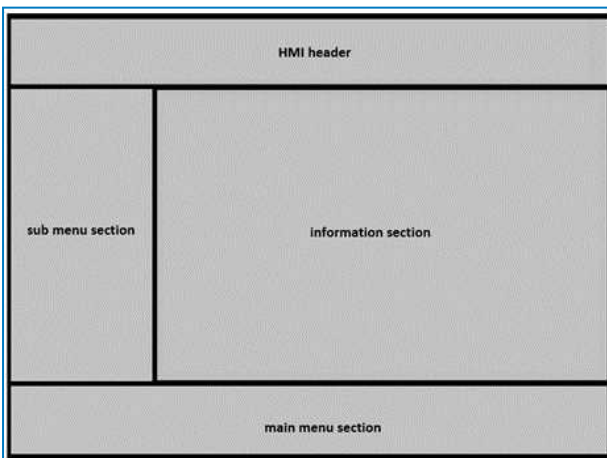 HMI header
sub menu section
information section
main menu section